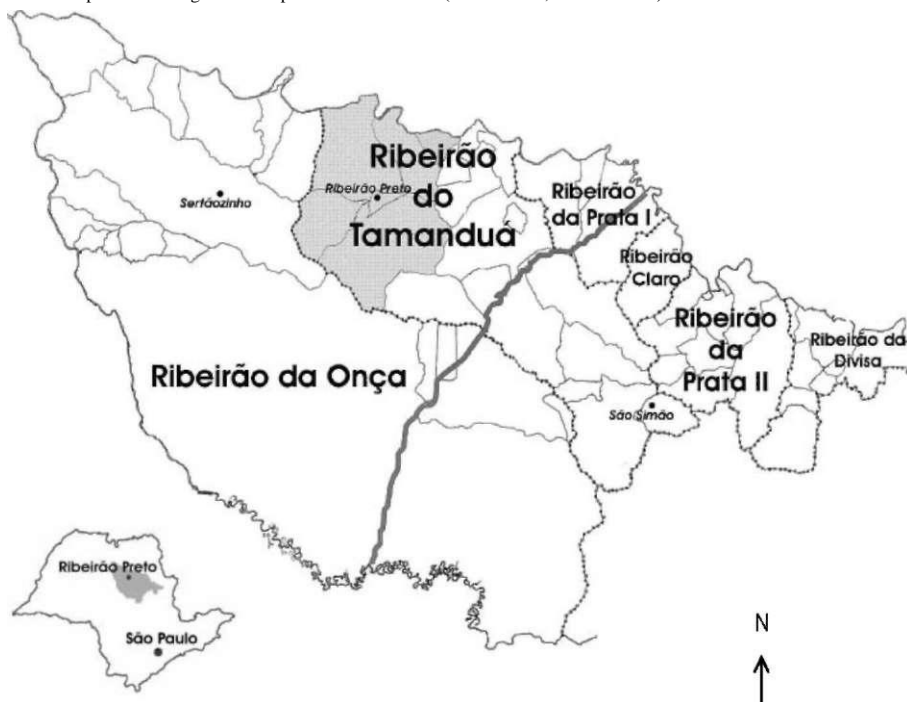 Ribeirão
do
Tamanduá
Ribeirão Preto
Sertãozinho
Ribeirão
da Prata I
Ribeirão
Claro
Ribeirão
da
Prata II
Ribeirão da
Divisa
Ribeirão da Onça
São Simão
Ribeirão Preto
São Paulo
N